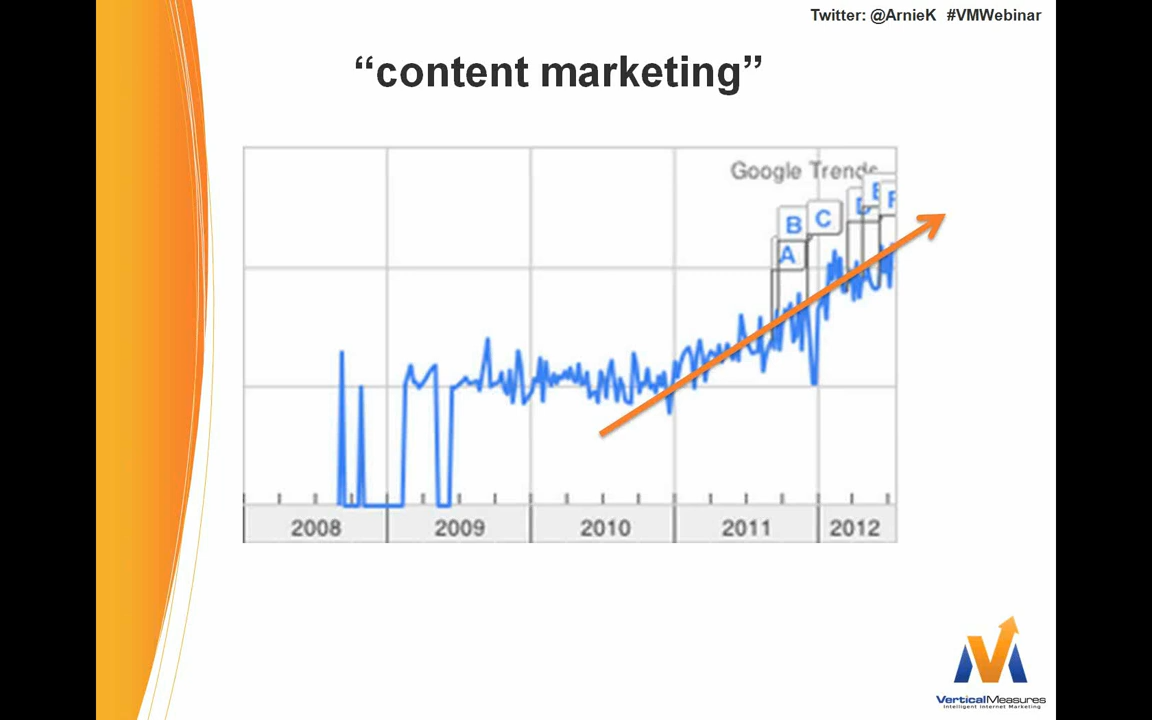 Twitter: @ArnieK #VMWebinar
“content marketing”
Google Trends
B
C
D
E
F
A
2008 2009 2010 2011 2012
VerticalMeasures
Intelligent Internet Marketing